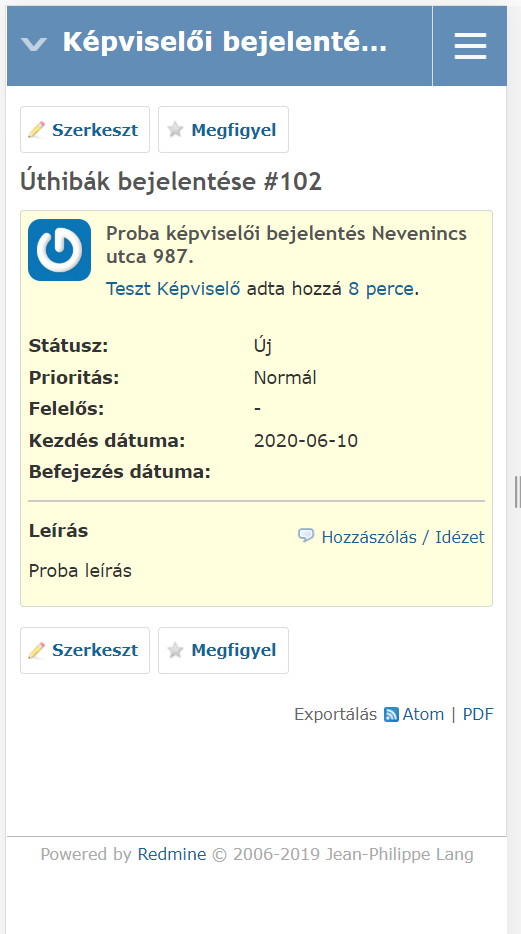 Képviselői bejelenté...
Szerkeszt Megfigyel
Úthibák bejelentése #102
Proba képviselői bejelentés Nevenincs
utca 987.
Teszt Képviselő adta hozzá 8 perce.
Státusz: Új
Prioritás: Normál
Felelős: -
Kezdés dátuma: 2020-06-10
Befejezés dátuma:
Leírás Hozzászólás / Idézet
Proba leírás
Szerkeszt Megfigyel
Exportálás Atom | PDF
Powered by Redmine © 2006-2019 Jean-Philippe Lang